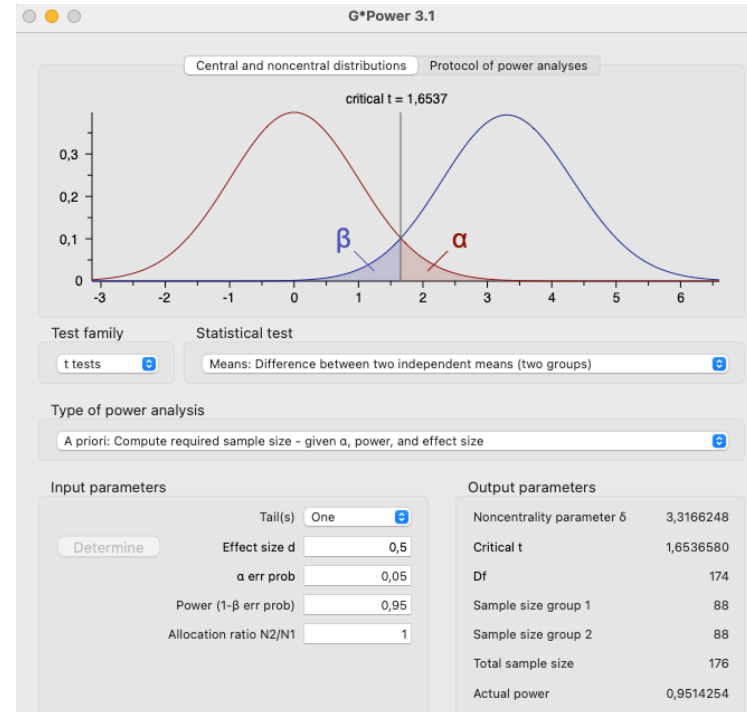 G*Power 3.1
Central and noncentral distributions Protocol of power analyses
critical t = 1,6537
0,3
0,2
0,1
0
β
α
-3 -2 -1 0 1 2 3 4 5 6
Test family Statistical test
t tests Means: Difference between two independent means (two groups)
Type of power analysis
A priori: Compute required sample size - given α, power, and effect size
Input parameters Output parameters
Tail(s) One Noncentrality parameter δ 3,3166248
Determine Effect size d 0,5 Critical t 1,6536580
α err prob 0,05 Df 174
Power (1-β err prob) 0,95 Sample size group 1 88
Allocation ratio N2/N1 1 Sample size group 2 88
Total sample size 176
Actual power 0,9514254